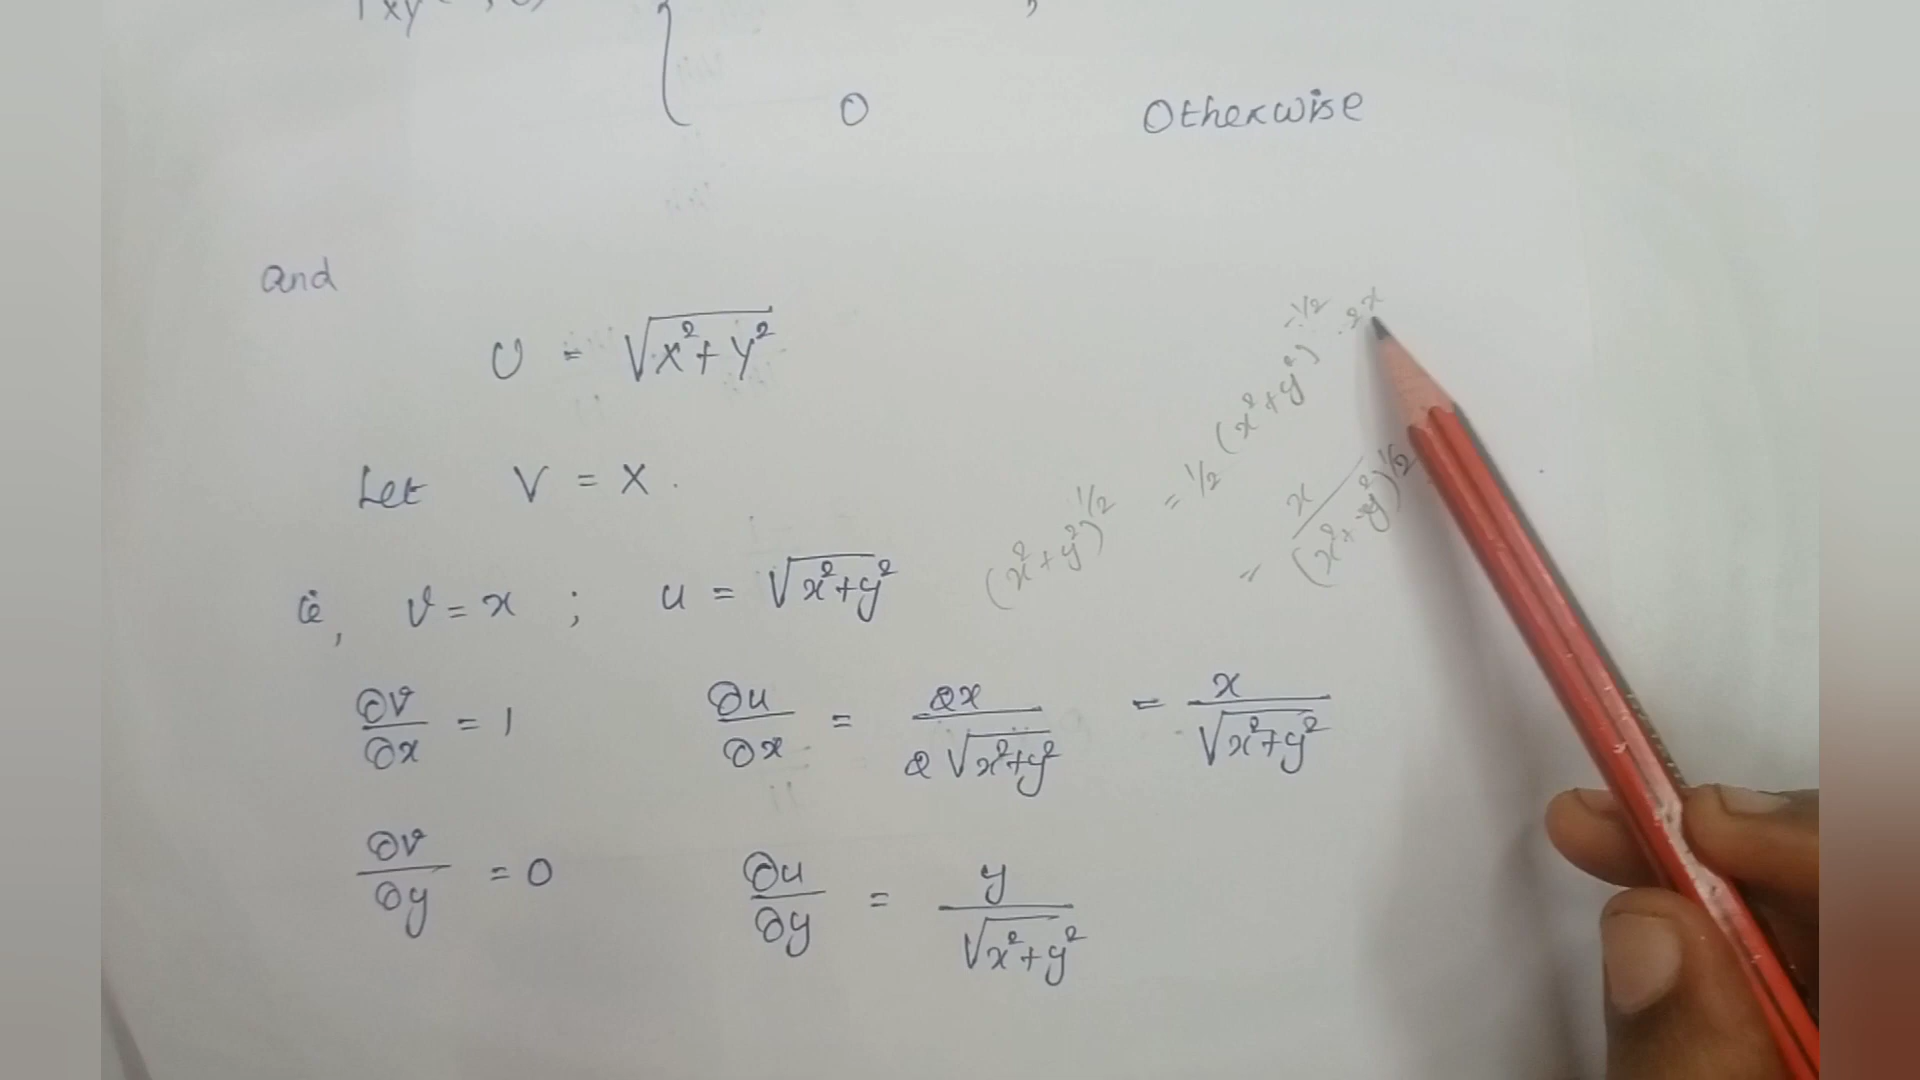 0 Otherwise
and
U = √(X²+Y²)
Let V = X.
(x²+y²)^1/2 = 1/2 (x²+y²)^-1/2 . 2x
= x/(x²+y²)^1/2
ie, v = x ; u = √(x²+y²)
∂v/∂x = 1 ∂u/∂x = 2x/2√(x²+y²) = x/√(x²+y²)
∂v/∂y = 0 ∂u/∂y = y/√(x²+y²)